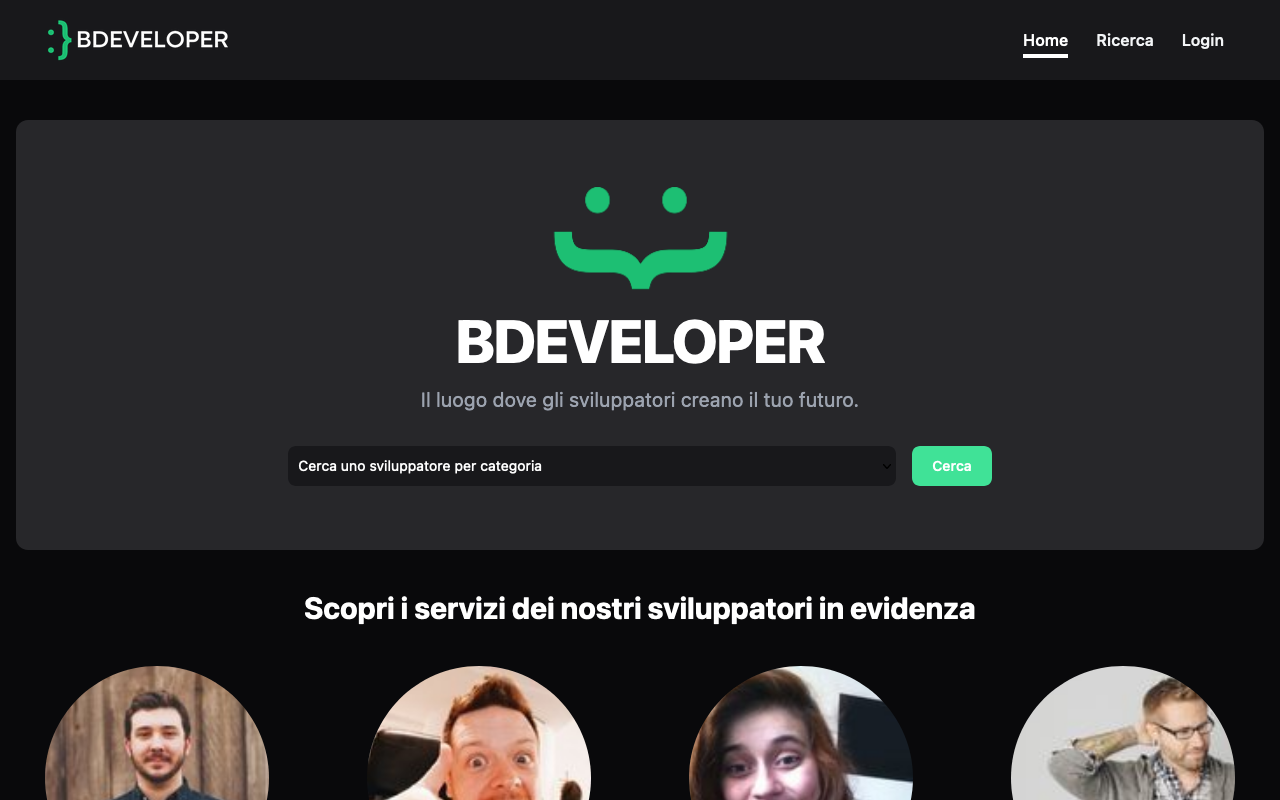 BDEVELOPER
Home
Ricerca
Login
BDEVELOPER
Il luogo dove gli sviluppatori creano il tuo futuro.
Cerca uno sviluppatore per categoria
Cerca
Scopri i servizi dei nostri sviluppatori in evidenza